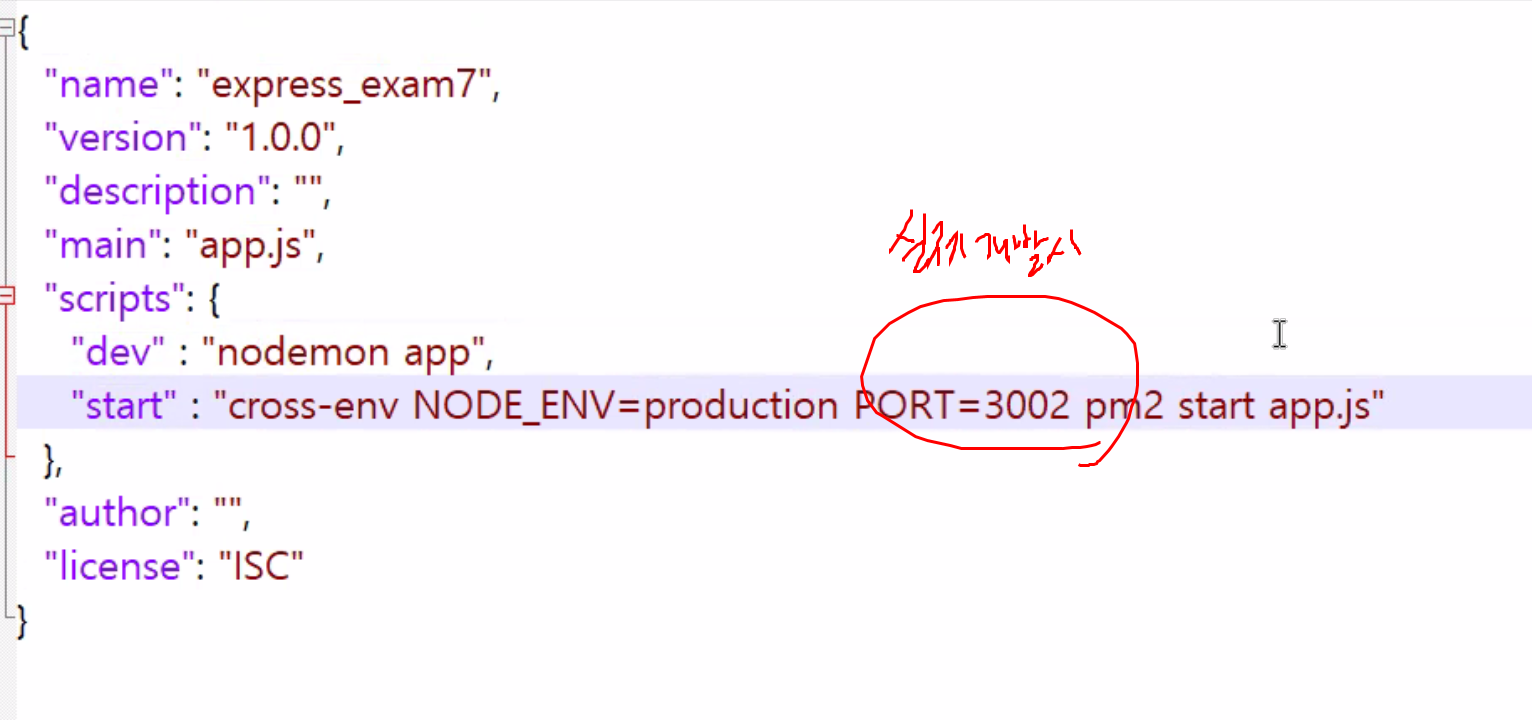 {
"name": "express_exam7",
"version": "1.0.0",
"description": "",
"main": "app.js",
실제 개발시
"scripts": {
"dev" : "nodemon app",
"start" : "cross-env NODE_ENV=production PORT=3002 pm2 start app.js"
},
"author": "",
"license": "ISC"
}